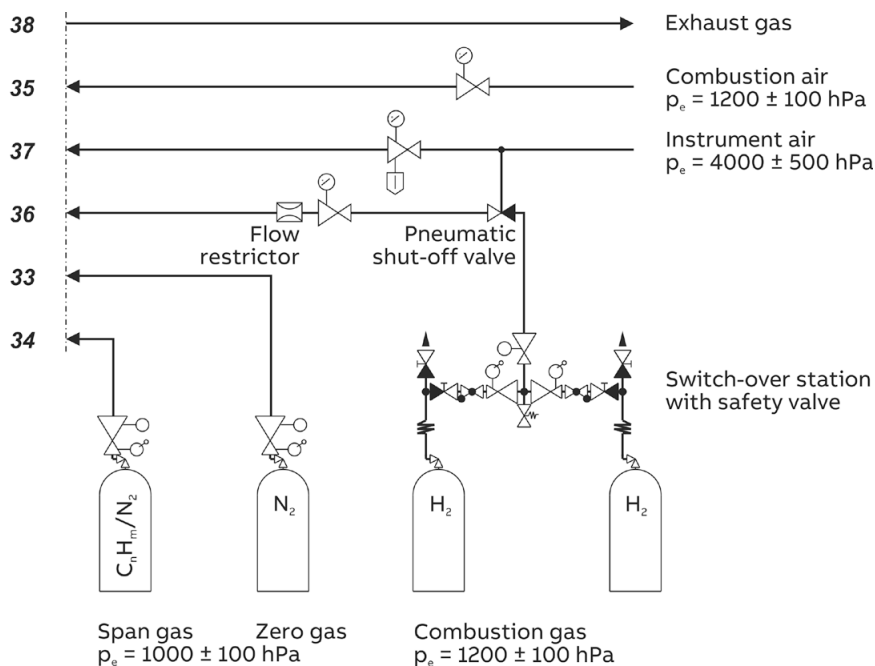 38
Exhaust gas
35
Combustion air
pₑ = 1200 ± 100 hPa
37
Instrument air
pₑ = 4000 ± 500 hPa
36
Flow
restrictor
Pneumatic
shut-off valve
33
34
Switch-over station
with safety valve
CₙHₘ/N₂
N₂
H₂
H₂
Span gas
pₑ = 1000 ± 100 hPa
Zero gas
Combustion gas
pₑ = 1200 ± 100 hPa